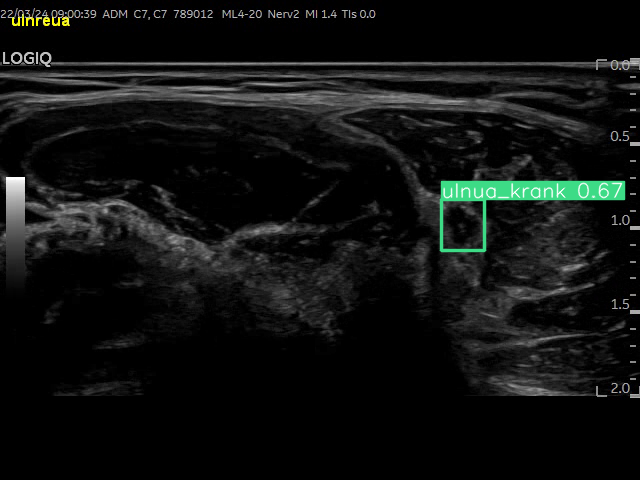 22/03/24 09:00:39 ADM C7, C7 789012 ML4-20 Nerv2 MI 1.4 TIs 0.0
uinreua
LOGIQ
0.0
0.5
ulnua_krank 0.67
1.0
1.5
2.0